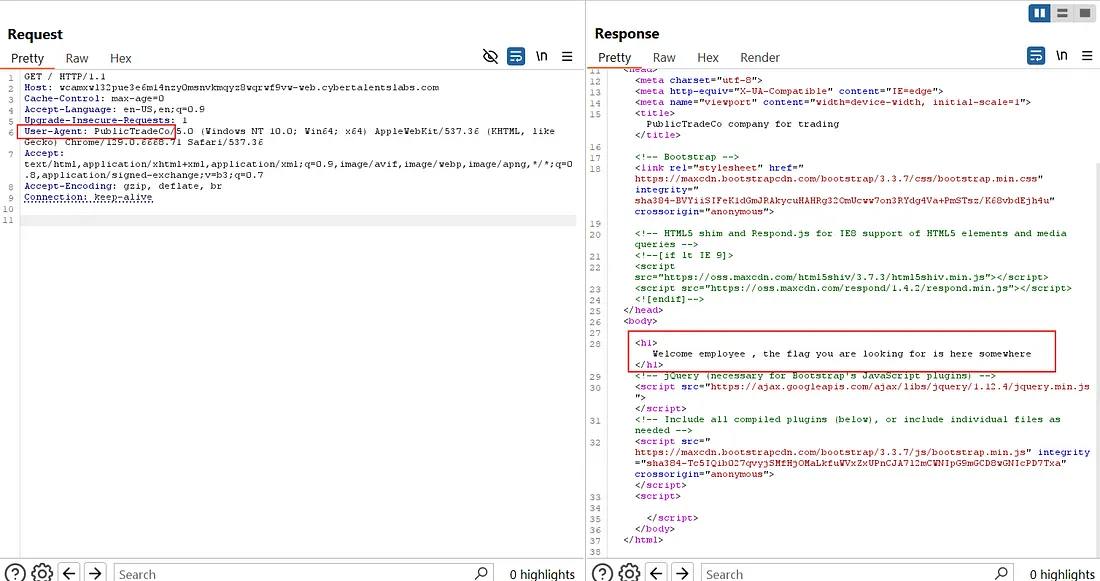 Request
Pretty Raw Hex \n
1 GET / HTTP/1.1
2 Host: wcamxwl32pue3e6mi4nzy0msnvkmqyz8wqrwf9vw-web.cybertalentslabs.com
3 Cache-Control: max-age=0
4 Accept-Language: en-US,en;q=0.9
5 Upgrade-Insecure-Requests: 1
6 User-Agent: PublicTradeCo/5.0 (Windows NT 10.0; Win64; x64) AppleWebKit/537.36 (KHTML, like
Gecko) Chrome/129.0.6668.71 Safari/537.36
7 Accept:
text/html,application/xhtml+xml,application/xml;q=0.9,image/avif,image/webp,image/apng,*/*;q=0
.8,application/signed-exchange;v=b3;q=0.7
8 Accept-Encoding: gzip, deflate, br
9 Connection: keep-alive
10
11
Search 0 highlights
Response
Pretty Raw Hex Render \n
11 <head>
12 <meta charset="utf-8">
13 <meta http-equiv="X-UA-Compatible" content="IE=edge">
14 <meta name="viewport" content="width=device-width, initial-scale=1">
15 <title>
PublicTradeCo company for trading
</title>
16
17 <!-- Bootstrap -->
18 <link rel="stylesheet" href="
https://maxcdn.bootstrapcdn.com/bootstrap/3.3.7/css/bootstrap.min.css"
integrity="
sha384-BVYiiSIFeK1dGmJRAkycuHAHRg32OmUcww7on3RYdg4Va+PmSTsz/K68vbdEjh4u"
crossorigin="anonymous">
19
20 <!-- HTML5 shim and Respond.js for IE8 support of HTML5 elements and media
queries -->
21 <!--[if lt IE 9]>
22 <script
src="https://oss.maxcdn.com/html5shiv/3.7.3/html5shiv.min.js"></script>
23 <script src="https://oss.maxcdn.com/respond/1.4.2/respond.min.js"></script>
24 <![endif]-->
25 </head>
26 <body>
27
28 <h1>
Welcome employee , the flag you are looking for is here somewhere
</h1>
29 <!-- jQuery (necessary for Bootstrap's JavaScript plugins) -->
30 <script src="https://ajax.googleapis.com/ajax/libs/jquery/1.12.4/jquery.min.js
">
</script>
31 <!-- Include all compiled plugins (below), or include individual files as
needed -->
32 <script src="
https://maxcdn.bootstrapcdn.com/bootstrap/3.3.7/js/bootstrap.min.js" integrity
="sha384-Tc5IQib027qvyjSMfHjOMaLkfuWVxZxUPnCJA7l2mCWNIpG9mGCD8wGNIcPD7Txa"
crossorigin="anonymous">
</script>
33 <script>
34
35 </script>
36 </body>
37 </html>
38
Search 0 highlights